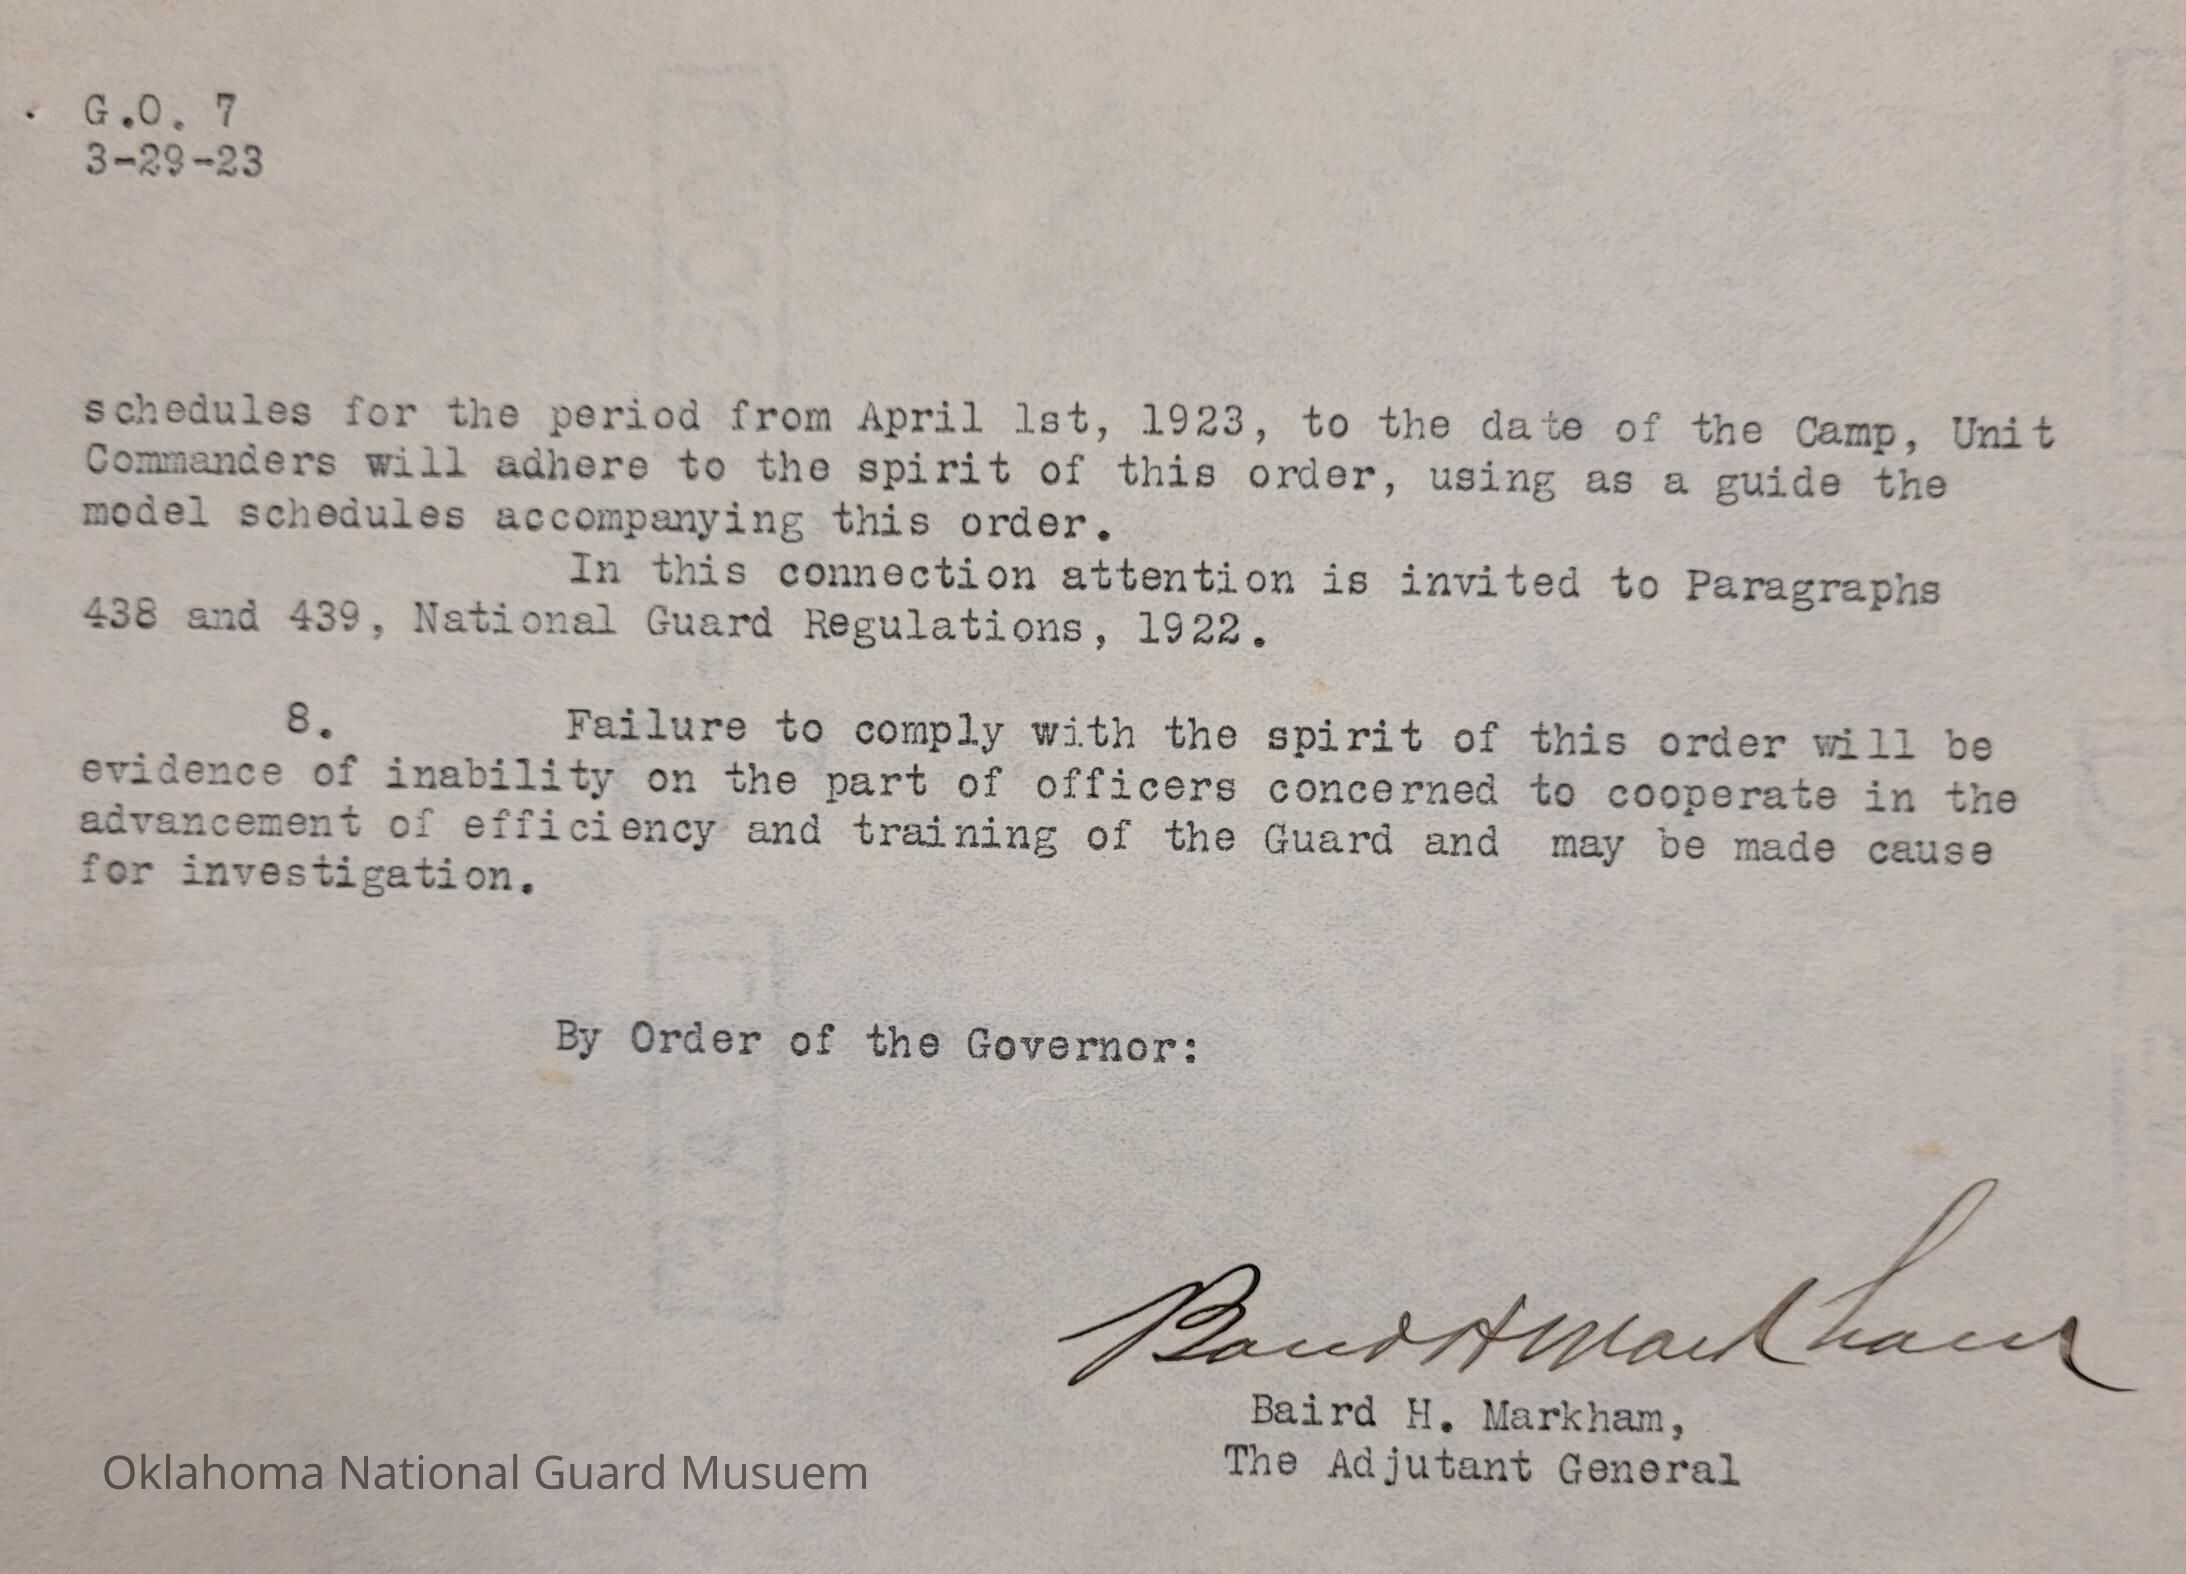 G.O. 7
3-29-23
schedules for the period from April 1st, 1923, to the date of the Camp, Unit
Commanders will adhere to the spirit of this order, using as a guide the
model schedules accompanying this order.
In this connection attention is invited to Paragraphs
438 and 439, National Guard Regulations, 1922.
8. Failure to comply with the spirit of this order will be
evidence of inability on the part of officers concerned to cooperate in the
advancement of efficiency and training of the Guard and may be made cause
for investigation.
By Order of the Governor:
Baird H Markham
Baird H. Markham,
The Adjutant General
Oklahoma National Guard Musuem